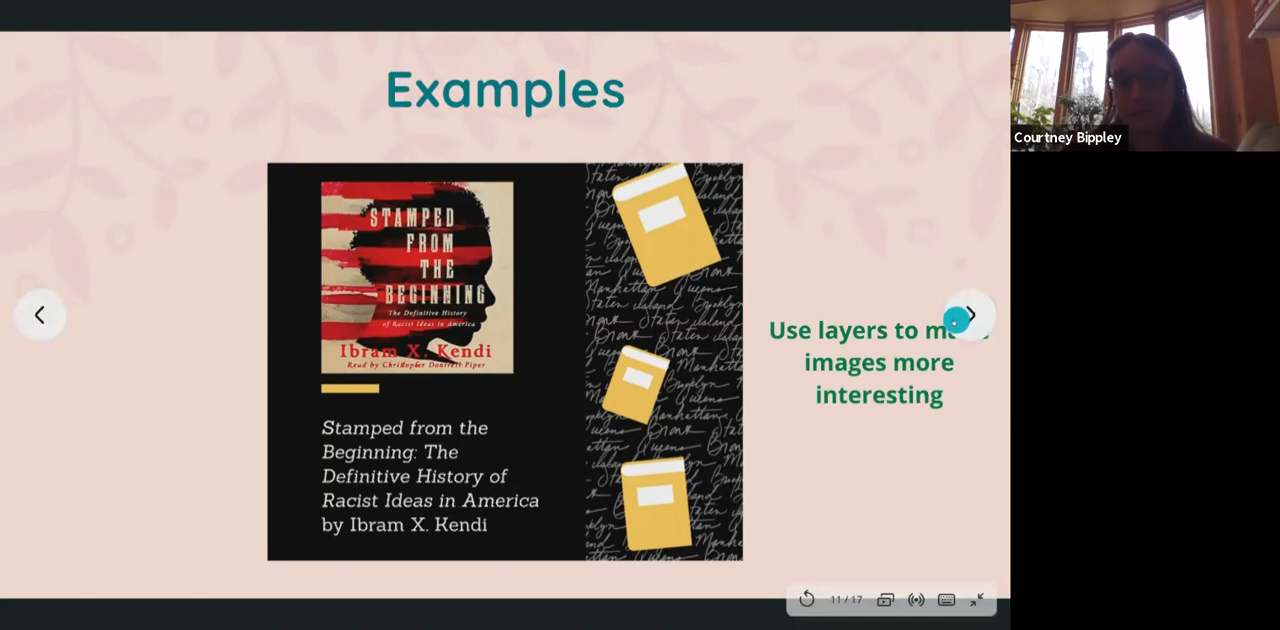 Examples
Courtney Bippley
STAMPED
FROM
THE
BEGINNING
The Definitive History
of Racist Ideas in America
Ibram X. Kendi
Read by Christopher Dontrell Piper
Stamped from the
Beginning: The
Definitive History of
Racist Ideas in America
by Ibram X. Kendi
Use layers to
images more
interesting
11 / 17